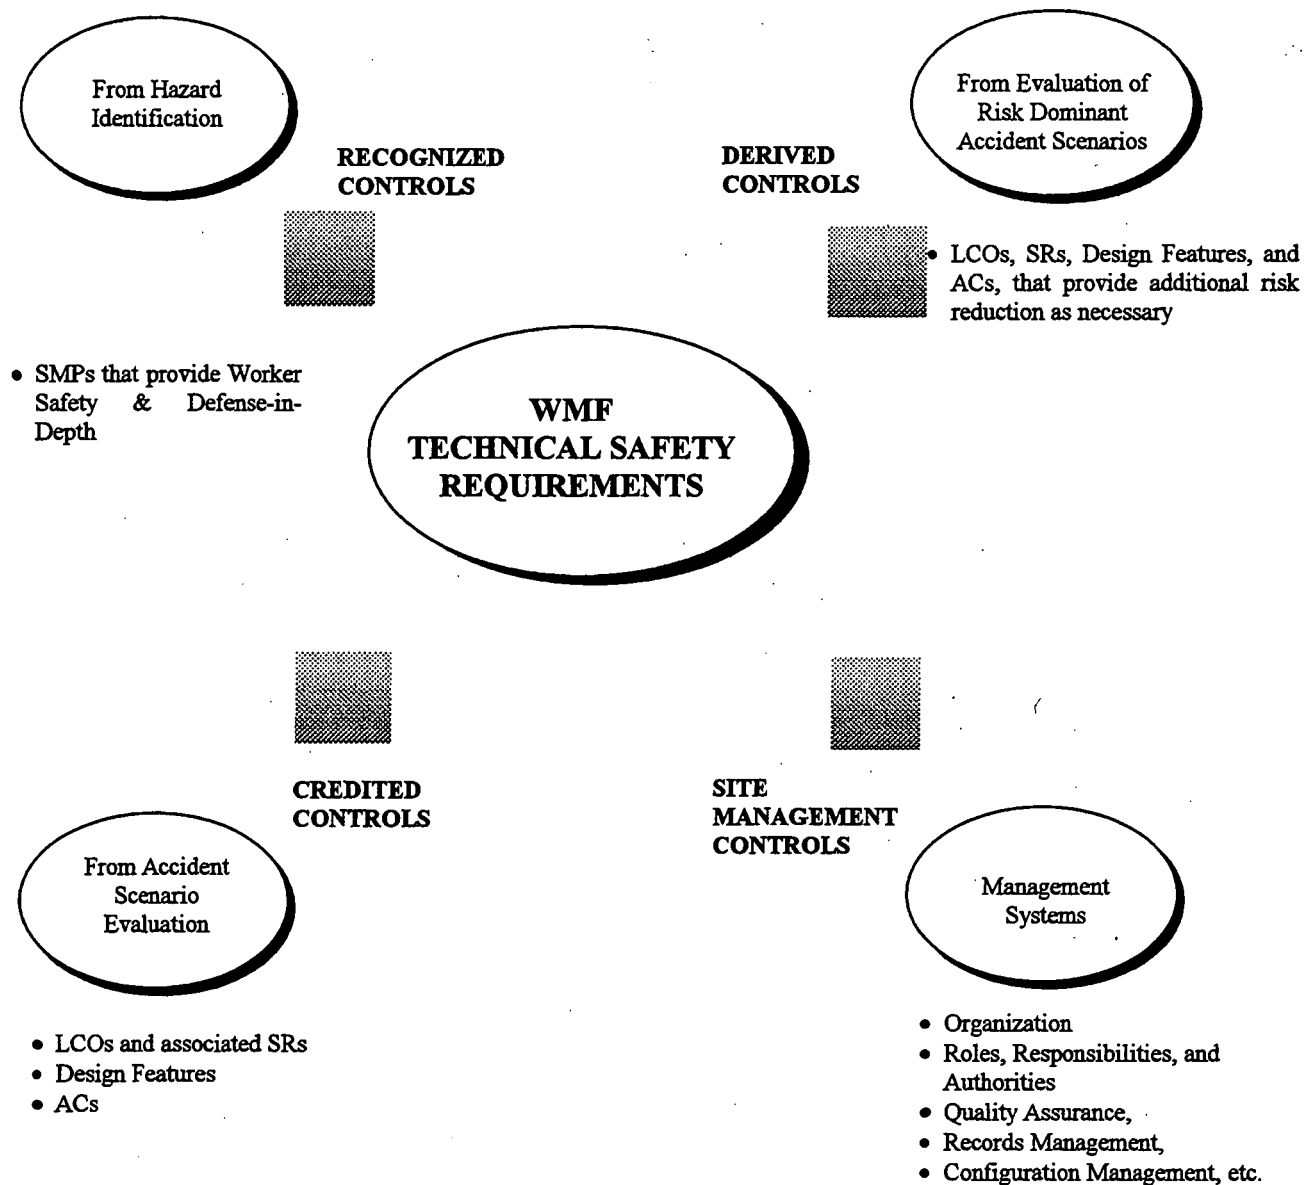 From Hazard
Identification
From Evaluation of
Risk Dominant
Accident Scenarios
RECOGNIZED
CONTROLS
DERIVED
CONTROLS
• LCOs, SRs, Design Features, and
ACs, that provide additional risk
reduction as necessary
• SMPs that provide Worker
Safety & Defense-in-
Depth
WMF
TECHNICAL SAFETY
REQUIREMENTS
CREDITED
CONTROLS
SITE
MANAGEMENT
CONTROLS
From Accident
Scenario
Evaluation
Management
Systems
• LCOs and associated SRs
• Design Features
• ACs
• Organization
• Roles, Responsibilities, and
Authorities
• Quality Assurance,
• Records Management,
• Configuration Management, etc.